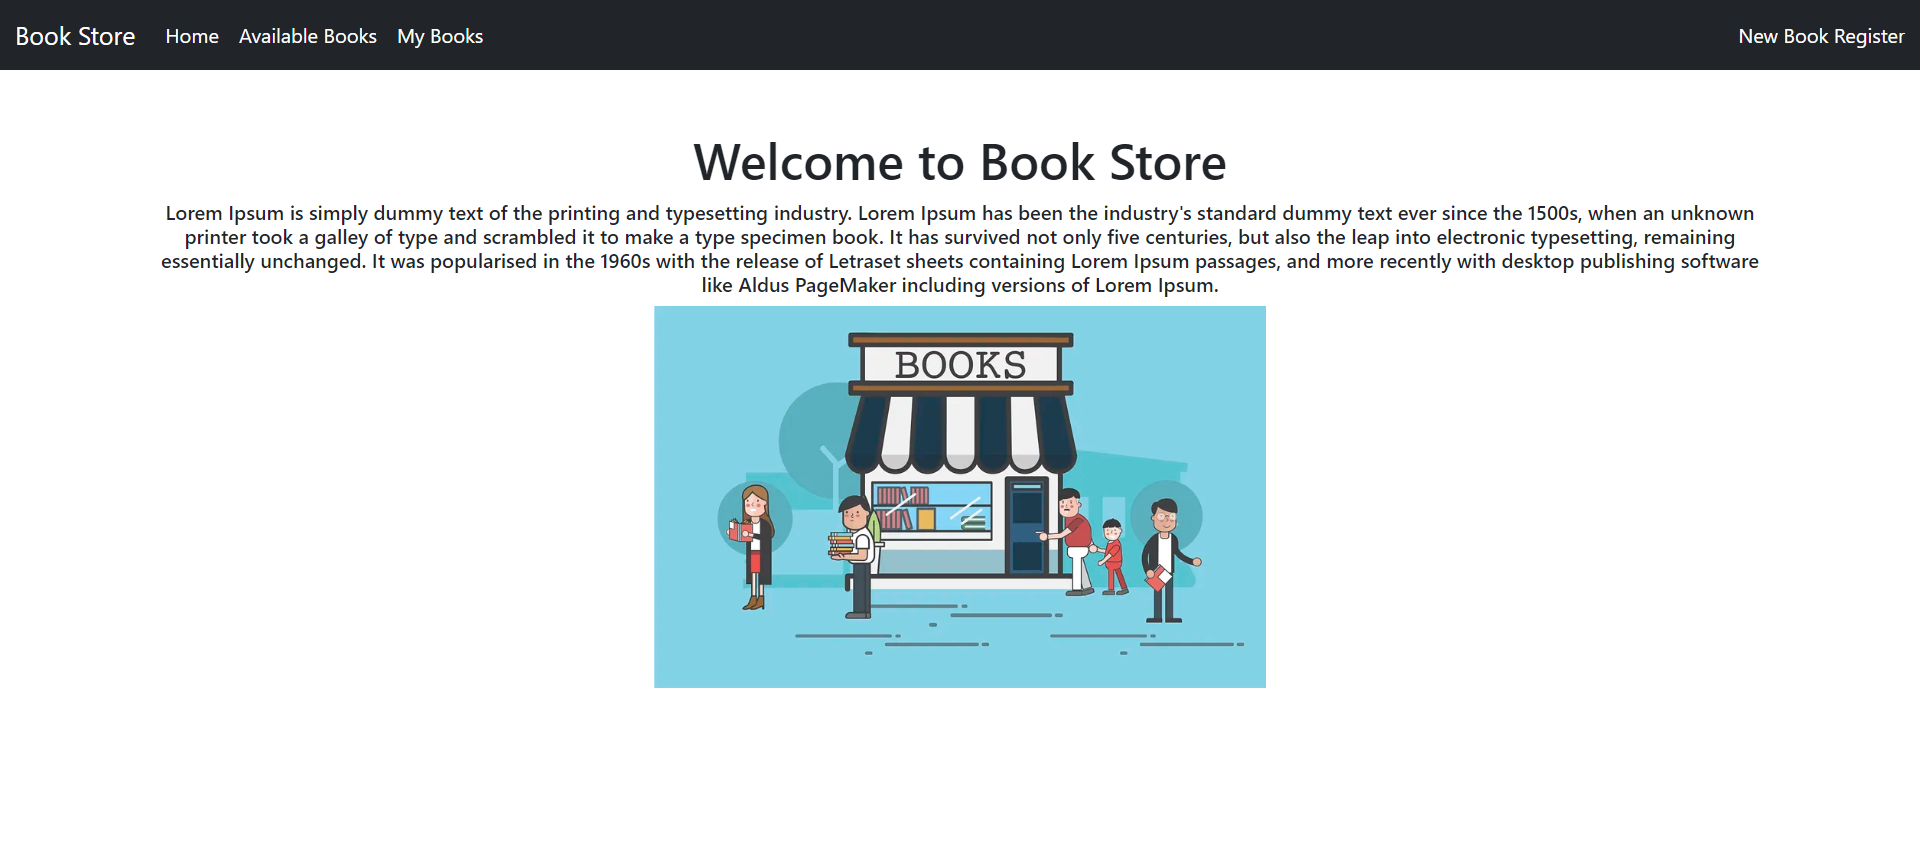 Book Store Home Available Books My Books New Book Register
Welcome to Book Store
Lorem Ipsum is simply dummy text of the printing and typesetting industry. Lorem Ipsum has been the industry's standard dummy text ever since the 1500s, when an unknown
printer took a galley of type and scrambled it to make a type specimen book. It has survived not only five centuries, but also the leap into electronic typesetting, remaining
essentially unchanged. It was popularised in the 1960s with the release of Letraset sheets containing Lorem Ipsum passages, and more recently with desktop publishing software
like Aldus PageMaker including versions of Lorem Ipsum.
BOOKS